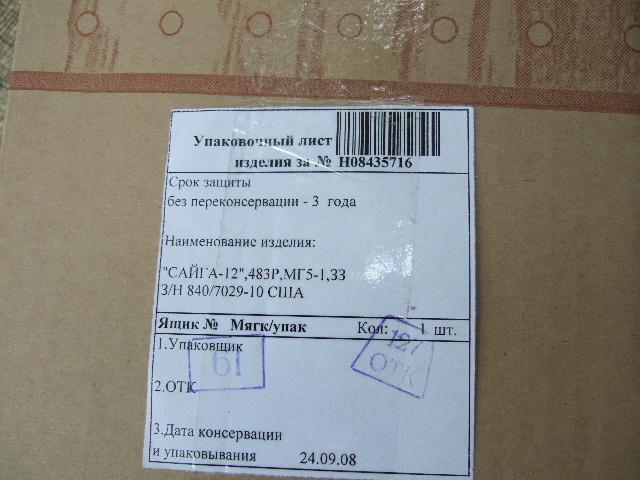 Упаковочный лист
изделия за № Н08435716
Срок защиты
без переконсервации - 3 года
Наименование изделия:
"САЙГА-12",483Р,МГ5-1,ЗЗ
З/Н 840/7029-10 США
Ящик № Мягк/упак Кол: 1 шт.
1.Упаковщик
61
127
ОТК
2.ОТК
3.Дата консервации
и упаковывания 24.09.08